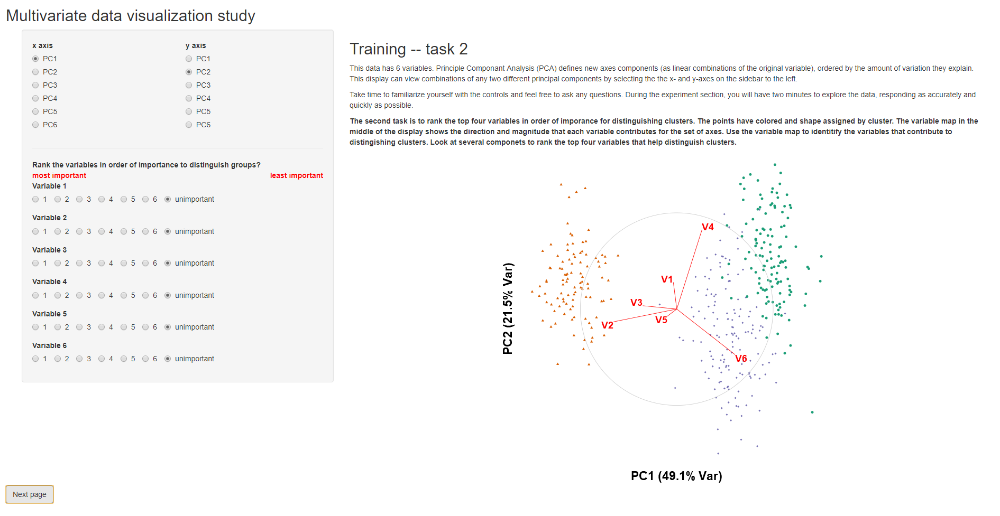 Multivariate data visualization study
x axis
y axis
PC1
PC1
PC2
PC2
PC3
PC3
PC4
PC4
PC5
PC5
PC6
PC6
Rank the variables in order of importance to distinguish groups?
most important
least important
Variable 1
1 2 3 4 5 6 unimportant
Variable 2
1 2 3 4 5 6 unimportant
Variable 3
1 2 3 4 5 6 unimportant
Variable 4
1 2 3 4 5 6 unimportant
Variable 5
1 2 3 4 5 6 unimportant
Variable 6
1 2 3 4 5 6 unimportant
Next page
Training -- task 2
This data has 6 variables. Principle Componant Analysis (PCA) defines new axes components (as linear combinations of the original variable), ordered by the amount of variation they explain.
This display can view combinations of any two different principal components by selecting the the x- and y-axes on the sidebar to the left.
Take time to familiarize yourself with the controls and feel free to ask any questions. During the experiment section, you will have two minutes to explore the data, responding as accurately and
quickly as possible.
The second task is to rank the top four variables in order of imporance for distinguishing clusters. The points have colored and shape assigned by cluster. The variable map in the
middle of the display shows the direction and magnitude that each variable contributes for the set of axes. Use the variable map to identitify the variables that contribute to
distingishing clusters. Look at several componets to rank the top four variables that help distinguish clusters.
V4
V1
V3
V5
V2
V6
PC2 (21.5% Var)
PC1 (49.1% Var)